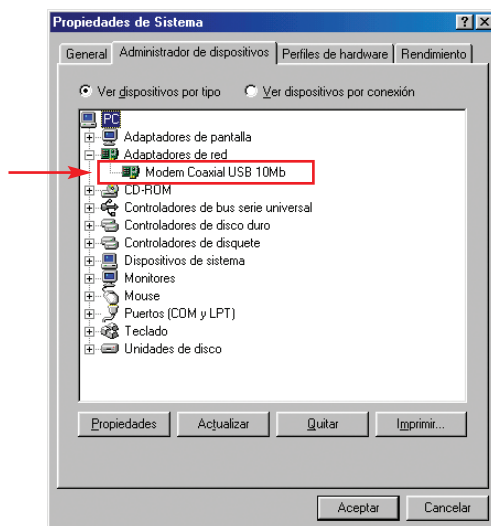 Propiedades de Sistema
General Administrador de dispositivos Perfiles de hardware Rendimiento
Ver dispositivos por tipo Ver dispositivos por conexión
PC
Adaptadores de pantalla
Adaptadores de red
Modem Coaxial USB 10Mb
CD-ROM
Controladores de bus serie universal
Controladores de disco duro
Controladores de disquete
Dispositivos de sistema
Monitores
Mouse
Puertos (COM y LPT)
Teclado
Unidades de disco
Propiedades Actualizar Quitar Imprimir...
Aceptar Cancelar